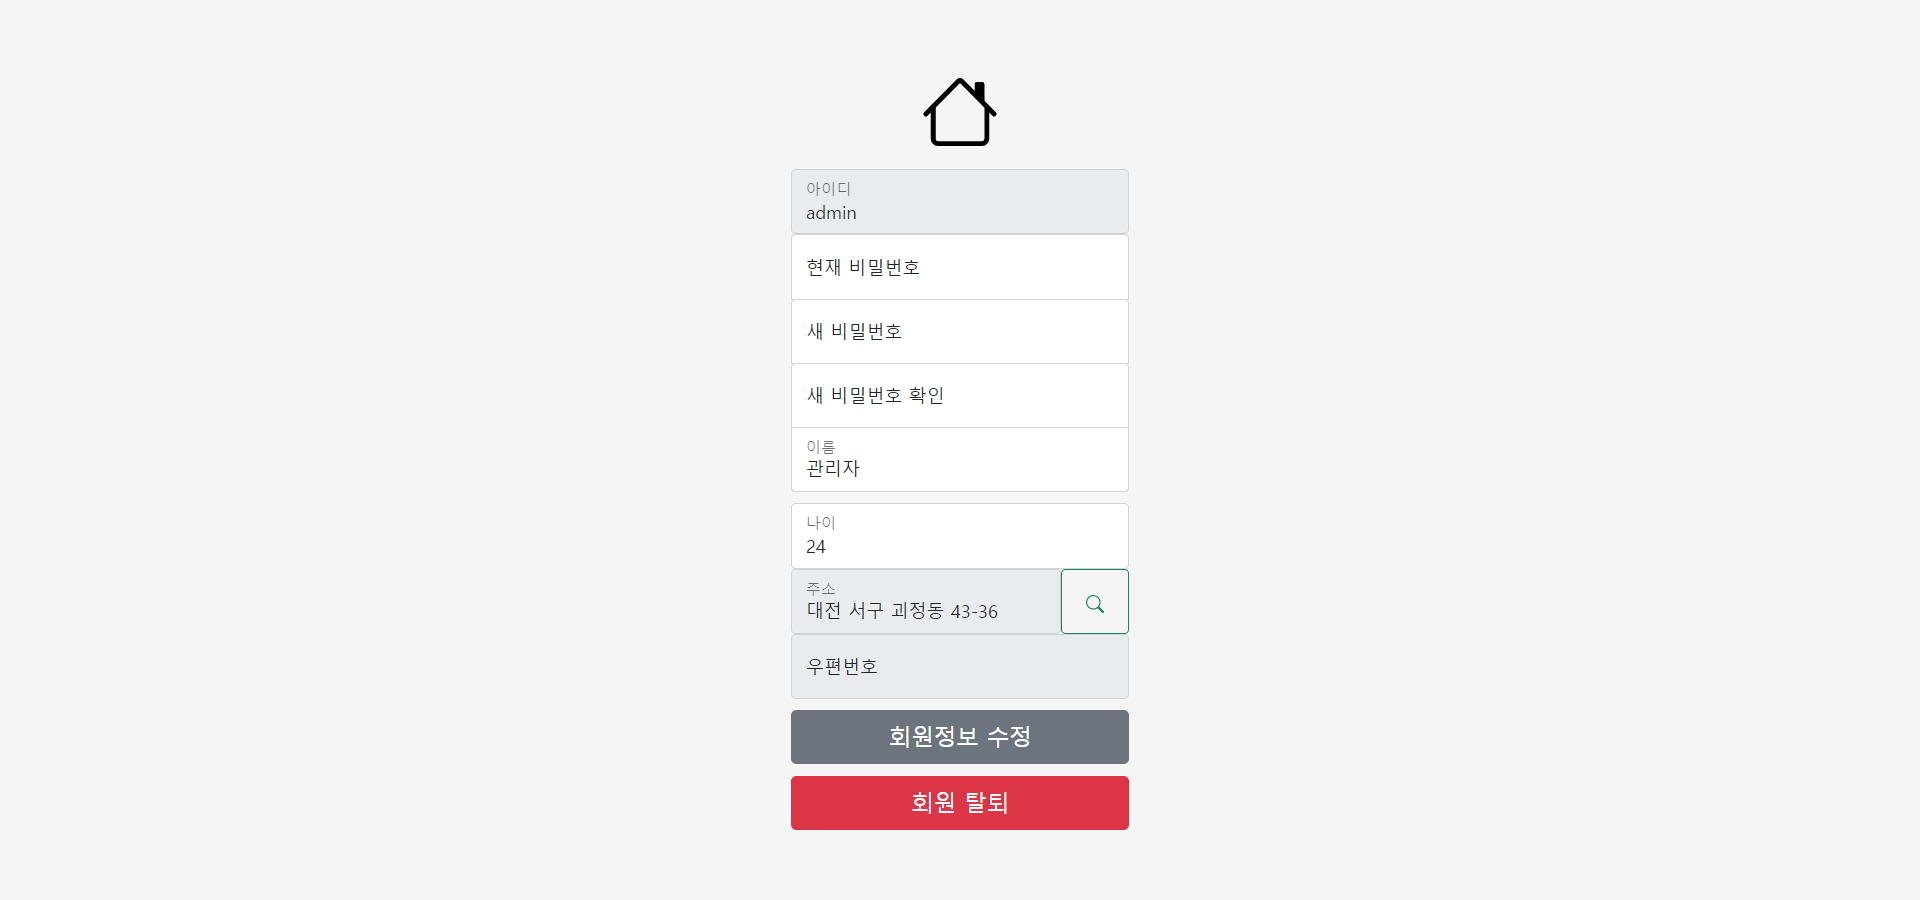 아이디
admin
현재 비밀번호
새 비밀번호
새 비밀번호 확인
이름
관리자
나이
24
주소
대전 서구 괴정동 43-36
우편번호
회원정보 수정
회원 탈퇴